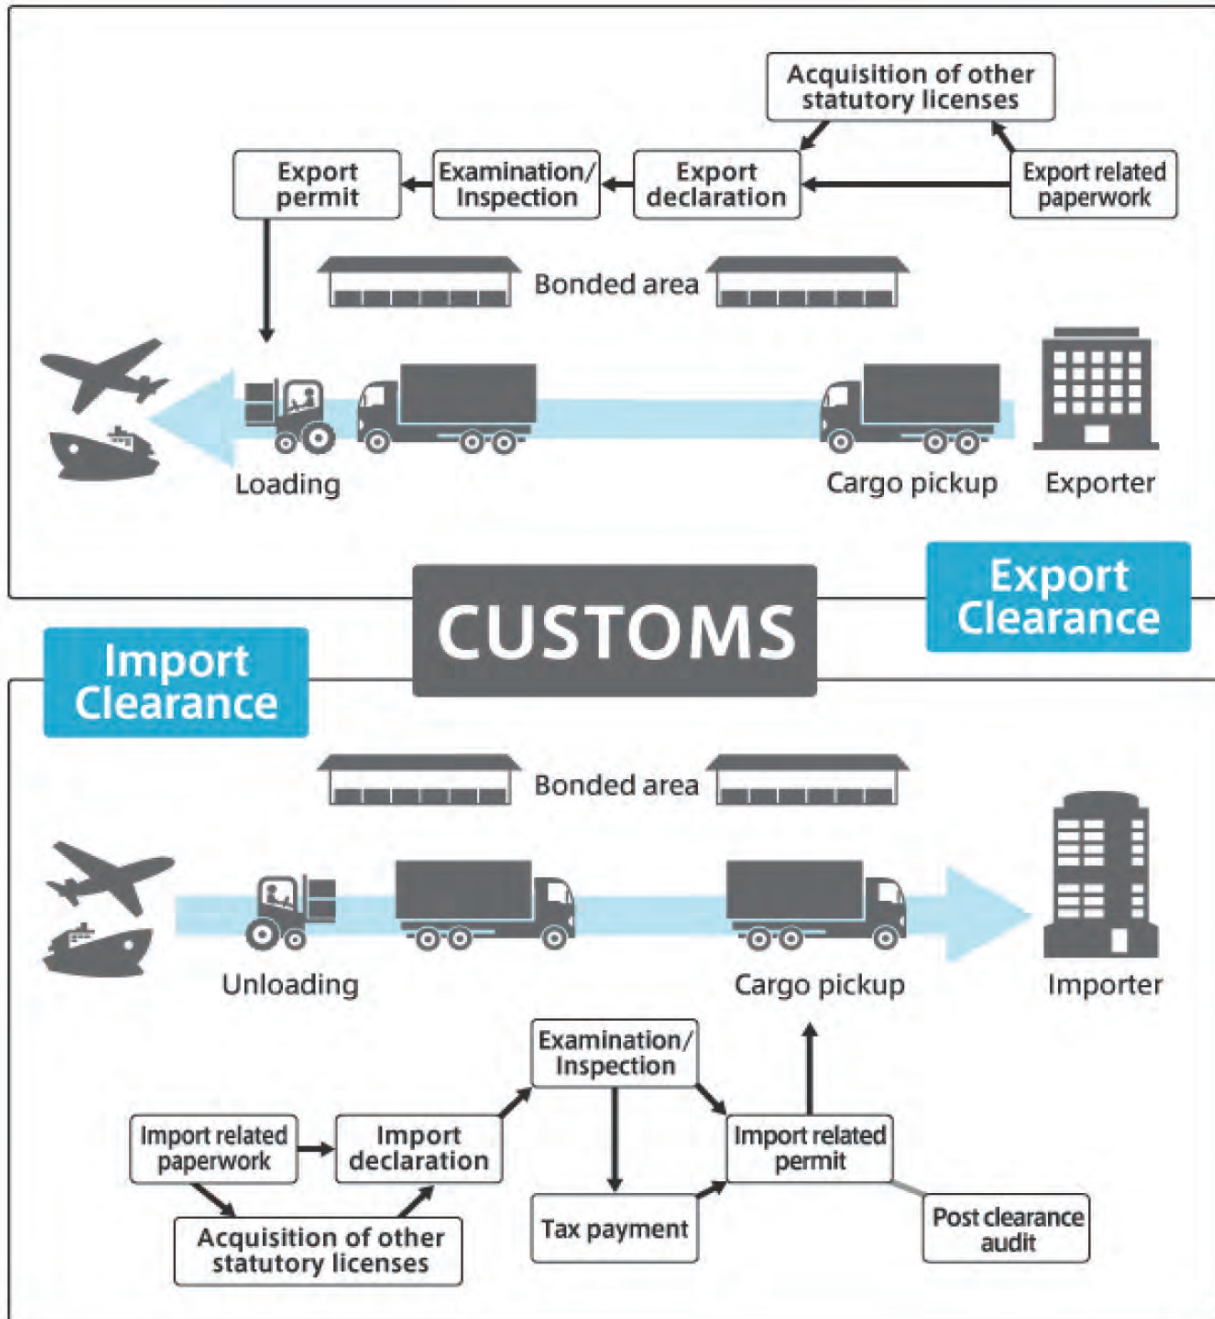 Acquisition of other
statutory licenses
Export
permit
Examination/
Inspection
Export
declaration
Export related
paperwork
Bonded area
Loading
Cargo pickup
Exporter
Export
Clearance
CUSTOMS
Import
Clearance
Bonded area
Unloading
Cargo pickup
Importer
Examination/
Inspection
Import related
paperwork
Import
declaration
Import related
permit
Acquisition of other
statutory licenses
Tax payment
Post clearance
audit